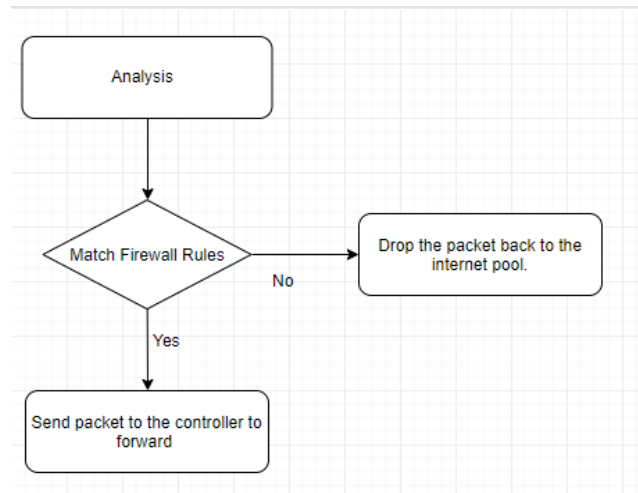 Analysis
Match Firewall Rules
No
Drop the packet back to the
internet pool.
Yes
Send packet to the controller to
forward